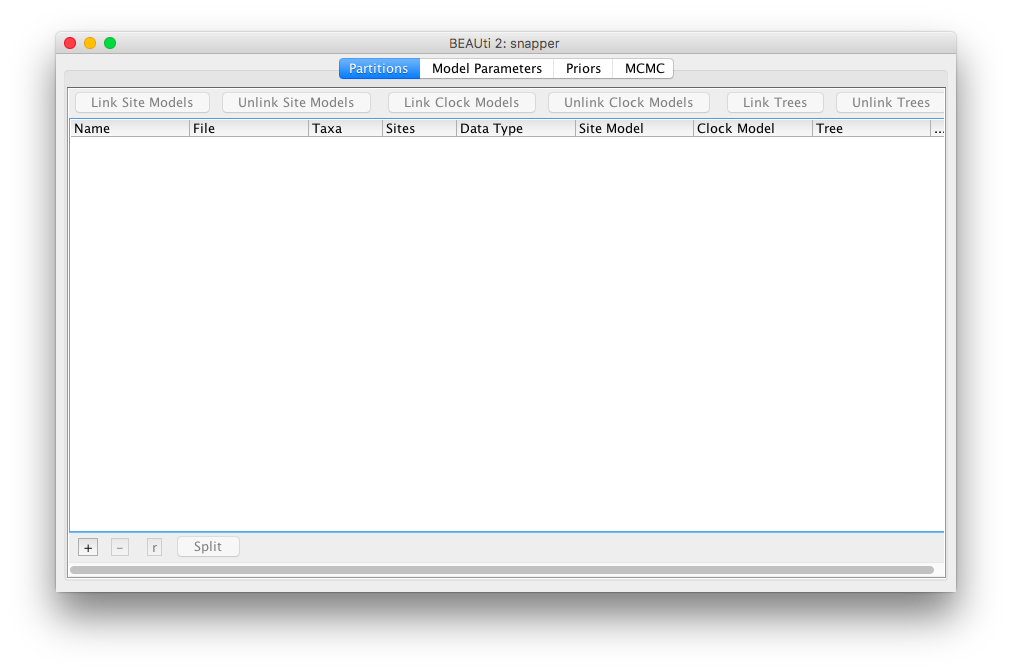 BEAUti 2: snapper
Partitions Model Parameters Priors MCMC
Link Site Models Unlink Site Models Link Clock Models Unlink Clock Models Link Trees Unlink Trees
Name File Taxa Sites Data Type Site Model Clock Model Tree ...
+ - r Split